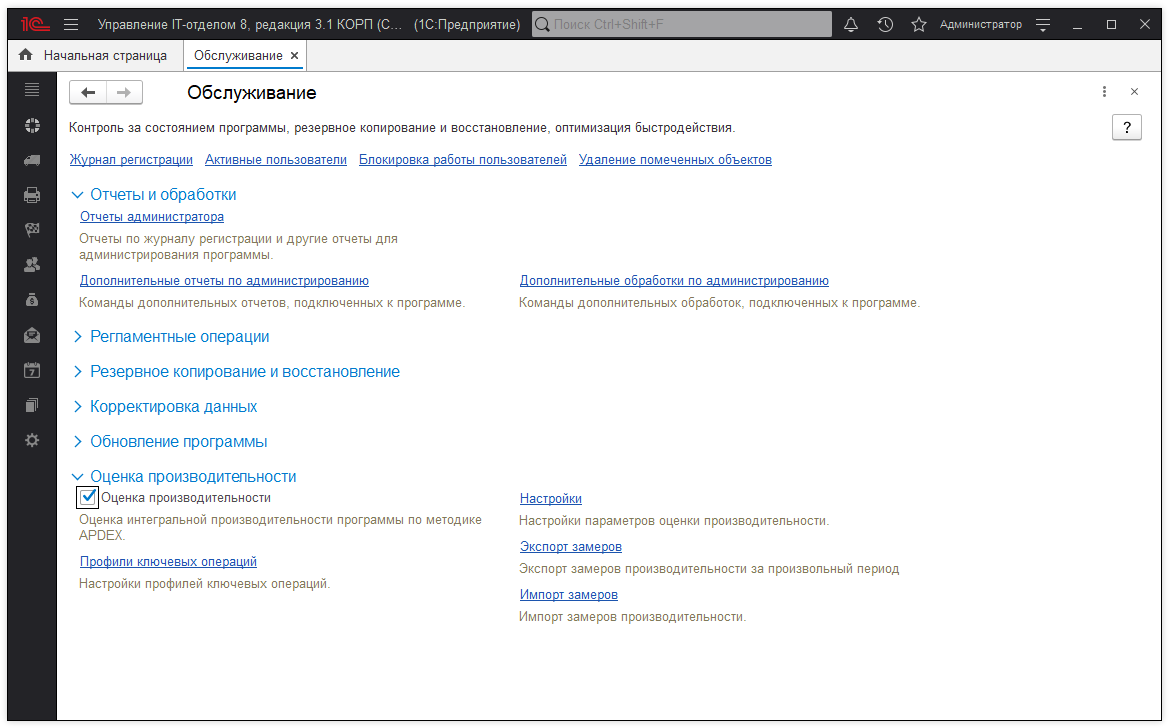 1С Управление IT-отделом 8, редакция 3.1 КОРП (С... (1С:Предприятие) Поиск Ctrl+Shift+F Администратор
Начальная страница Обслуживание ×
Обслуживание
Контроль за состоянием программы, резервное копирование и восстановление, оптимизация быстродействия.
?
Журнал регистрации Активные пользователи Блокировка работы пользователей Удаление помеченных объектов
Отчеты и обработки
Отчеты администратора
Отчеты по журналу регистрации и другие отчеты для
администрирования программы.
Дополнительные отчеты по администрированию Дополнительные обработки по администрированию
Команды дополнительных отчетов, подключенных к программе. Команды дополнительных обработок, подключенных к программе.
Регламентные операции
Резервное копирование и восстановление
Корректировка данных
Обновление программы
Оценка производительности
Оценка производительности Настройки
Оценка интегральной производительности программы по методике Настройки параметров оценки производительности.
APDEX.
Экспорт замеров
Профили ключевых операций Экспорт замеров производительности за произвольный период
Настройки профилей ключевых операций. Импорт замеров
Импорт замеров производительности.
7